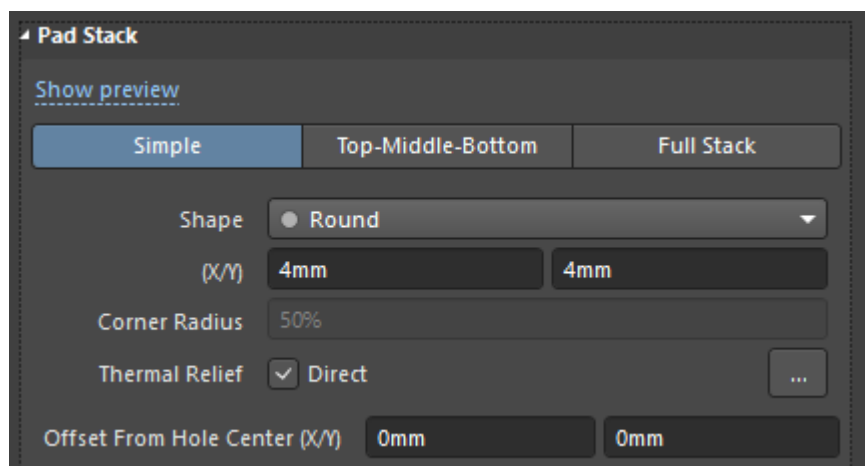 Pad Stack
Show preview
Simple Top-Middle-Bottom Full Stack
Shape Round
(X/Y) 4mm 4mm
Corner Radius 50%
Thermal Relief Direct ...
Offset From Hole Center (X/Y) 0mm 0mm